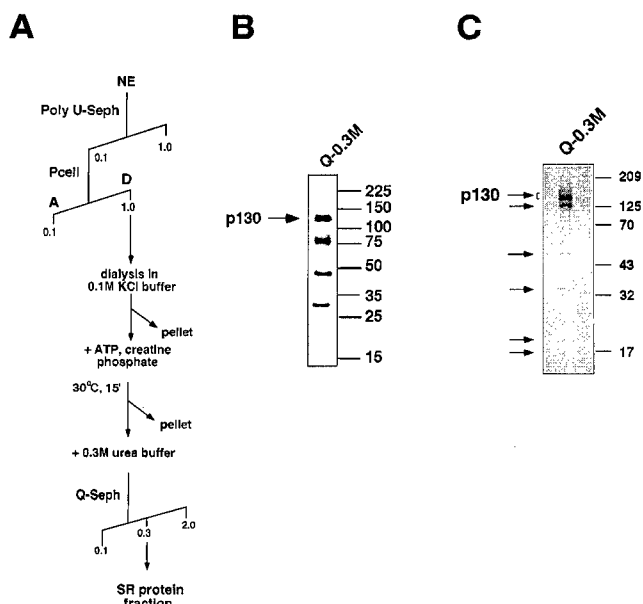 A
NE
Poly U-Seph
0.1
1.0
Pcell
A
D
0.1
1.0
dialysis in
0.1M KCl buffer
pellet
+ ATP, creatine
phosphate
30°C, 15'
pellet
+ 0.3M urea buffer
Q-Seph
0.1
0.3
2.0
SR protein
fraction
B
Q-0.3M
p130
225
150
100
75
50
35
25
15
C
Q-0.3M
p130
209
125
70
43
32
17